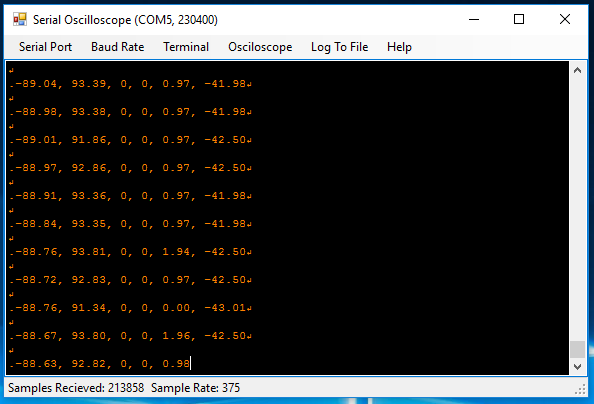 Serial Oscilloscope (COM5, 230400)
Serial Port Baud Rate Terminal Osciloscope Log To File Help
↲
.-89.04, 93.39, 0, 0, 0.97, -41.98↲
↲
.-88.98, 93.38, 0, 0, 0.97, -41.98↲
↲
.-89.01, 91.86, 0, 0, 0.97, -42.50↲
↲
.-88.97, 92.86, 0, 0, 0.97, -42.50↲
↲
.-88.91, 93.36, 0, 0, 0.97, -41.98↲
↲
.-88.84, 93.35, 0, 0, 0.97, -41.98↲
↲
.-88.76, 93.81, 0, 0, 1.94, -42.50↲
↲
.-88.72, 92.83, 0, 0, 0.97, -42.50↲
↲
.-88.76, 91.34, 0, 0, 0.00, -43.01↲
↲
.-88.67, 93.80, 0, 0, 1.96, -42.50↲
↲
.-88.63, 92.82, 0, 0, 0.98
Samples Recieved: 213858 Sample Rate: 375